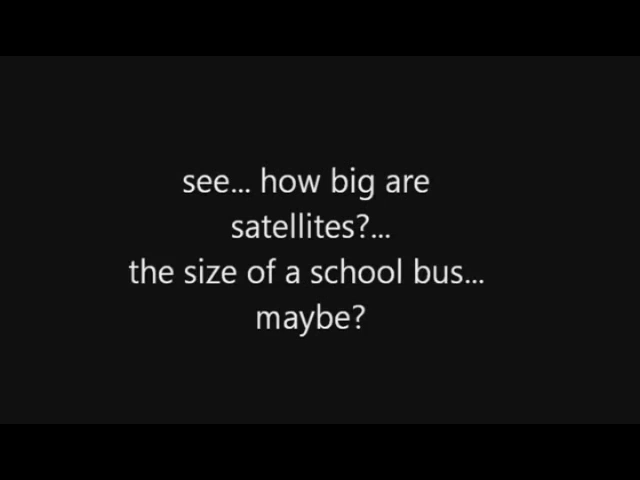 see... how big are
satellites?...
the size of a school bus...
maybe?